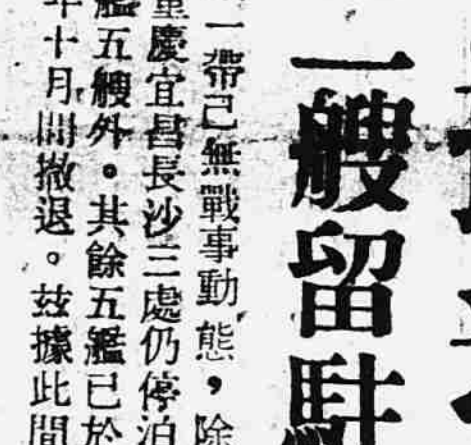 一艘留駐
一帶已無戰事動態，除
重慶宜昌長沙三處仍停泊
艦五艘外。其餘五艦已於
年十月間撤退。茲據此間